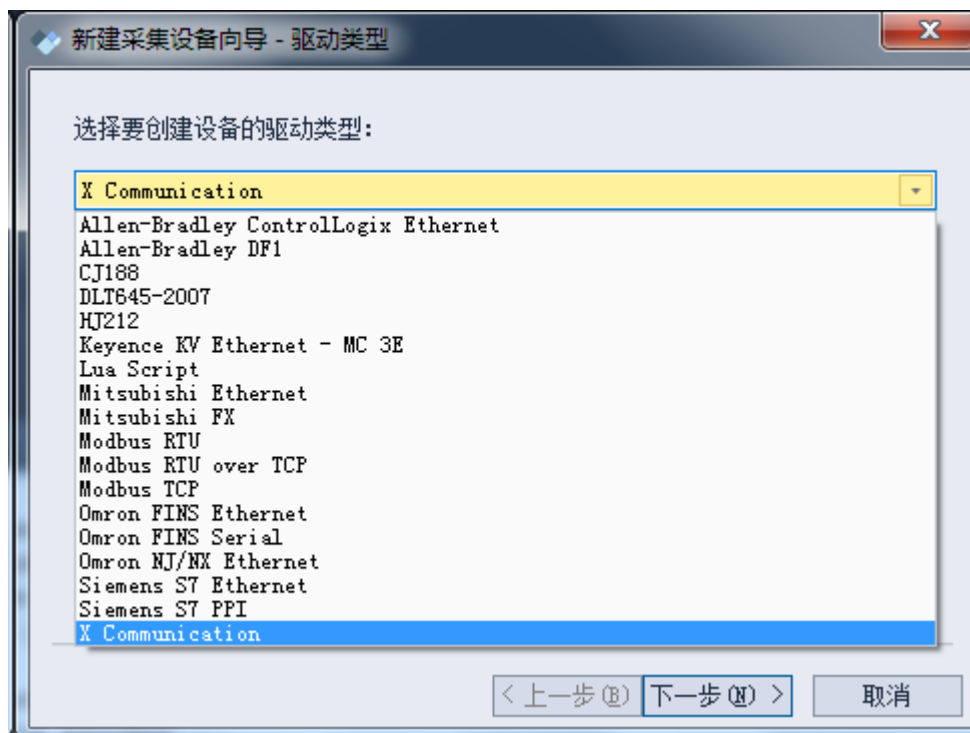 新建采集设备向导 - 驱动类型
选择要创建设备的驱动类型:
X Communication
Allen-Bradley ControlLogix Ethernet
Allen-Bradley DF1
CJ188
DLT645-2007
HJ212
Keyence KV Ethernet - MC 3E
Lua Script
Mitsubishi Ethernet
Mitsubishi FX
Modbus RTU
Modbus RTU over TCP
Modbus TCP
Omron FINS Ethernet
Omron FINS Serial
Omron NJ/NX Ethernet
Siemens S7 Ethernet
Siemens S7 PPI
X Communication
< 上一步(B) 下一步(N) > 取消